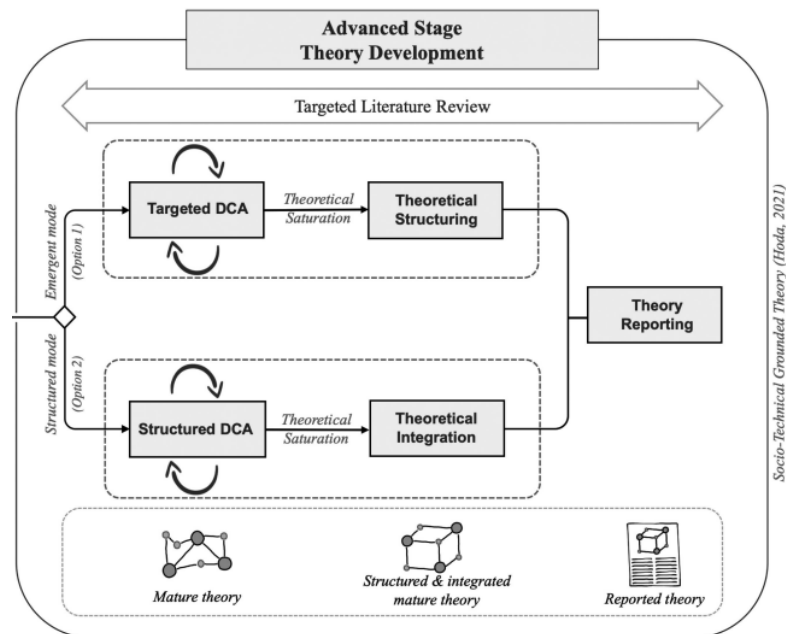 Advanced Stage
Theory Development
Targeted Literature Review
Emergent mode
(Option 1)
Targeted DCA
Theoretical
Saturation
Theoretical
Structuring
Theory
Reporting
Structured mode
(Option 2)
Structured DCA
Theoretical
Saturation
Theoretical
Integration
Mature theory
Structured & integrated
mature theory
Reported theory
Socio-Technical Grounded Theory (Hoda, 2021)